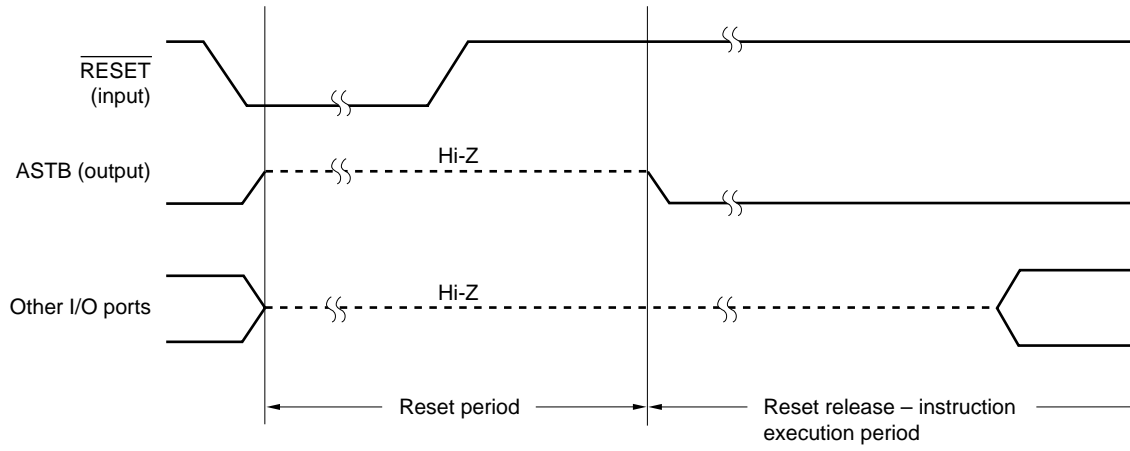 RESET
(input)
ASTB (output)
Hi-Z
Other I/O ports
Hi-Z
Reset period
Reset release – instruction
execution period